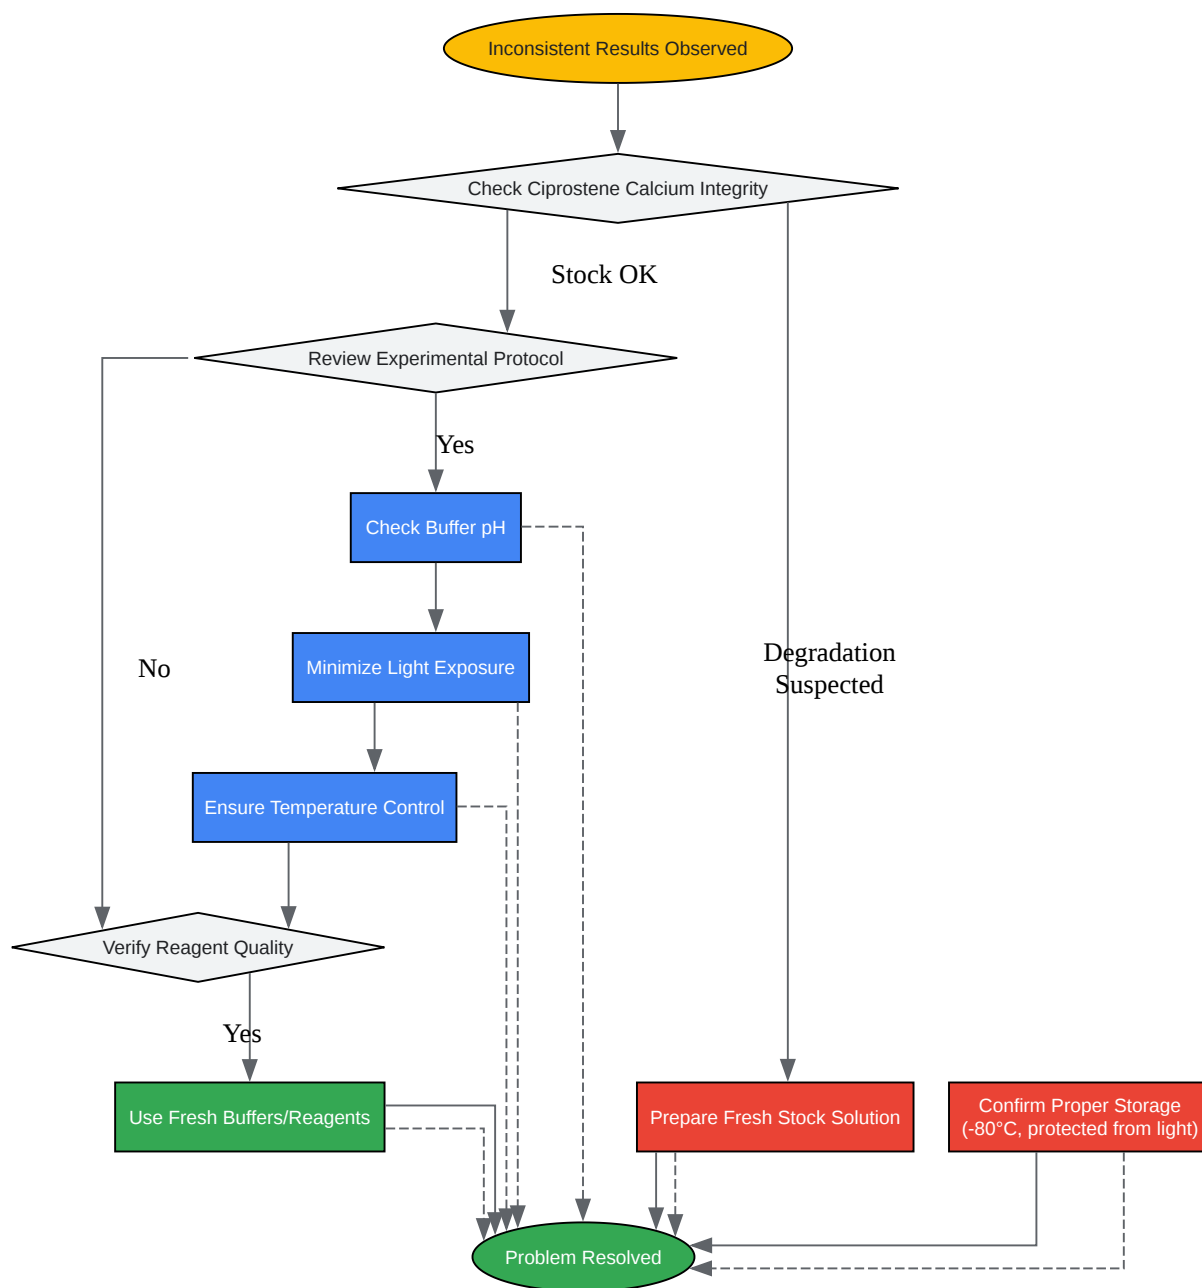 Inconsistent Results Observed
Check Ciprostene Calcium Integrity
Stock OK
Review Experimental Protocol
Yes
Check Buffer pH
Minimize Light Exposure
No
Degradation
Suspected
Ensure Temperature Control
Verify Reagent Quality
Yes
Use Fresh Buffers/Reagents
Prepare Fresh Stock Solution
Confirm Proper Storage
(-80°C, protected from light)
Problem Resolved